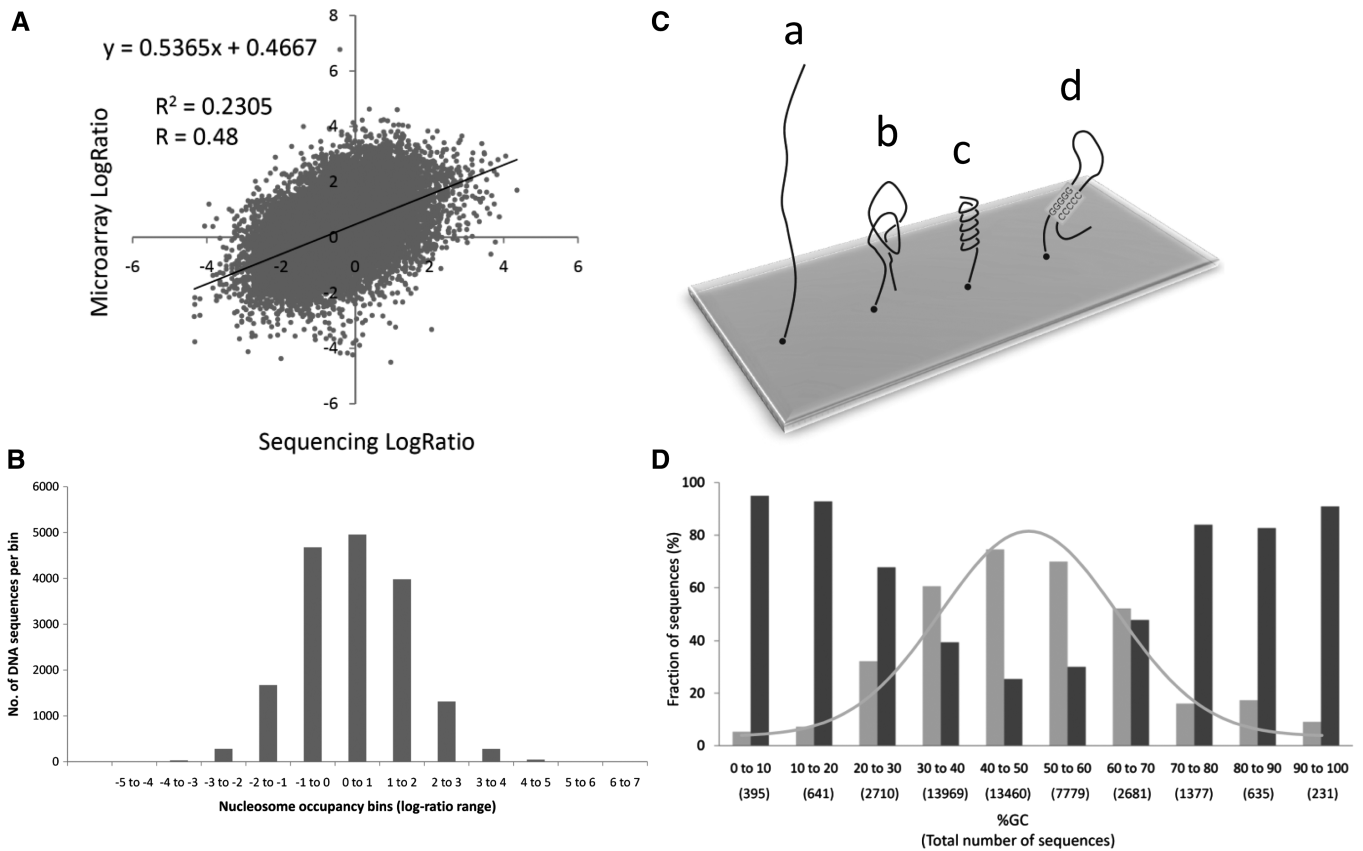 A
y = 0.5365x + 0.4667
R² = 0.2305
R = 0.48
Microarray LogRatio
8
6
4
2
0
-2
-4
-6
-6 -4 -2 0 2 4 6
Sequencing LogRatio
C
a
b
c
d
GGGGG
CCCCC
B
No. of DNA sequences per bin
6000
5000
4000
3000
2000
1000
0
-5 to -4 -4 to -3 -3 to -2 -2 to -1 -1 to 0 0 to 1 1 to 2 2 to 3 3 to 4 4 to 5 5 to 6 6 to 7
Nucleosome occupancy bins (log-ratio range)
D
Fraction of sequences (%)
100
80
60
40
20
0
0 to 10 10 to 20 20 to 30 30 to 40 40 to 50 50 to 60 60 to 70 70 to 80 80 to 90 90 to 100
(395) (641) (2710) (13969) (13460) (7779) (2681) (1377) (635) (231)
%GC
(Total number of sequences)